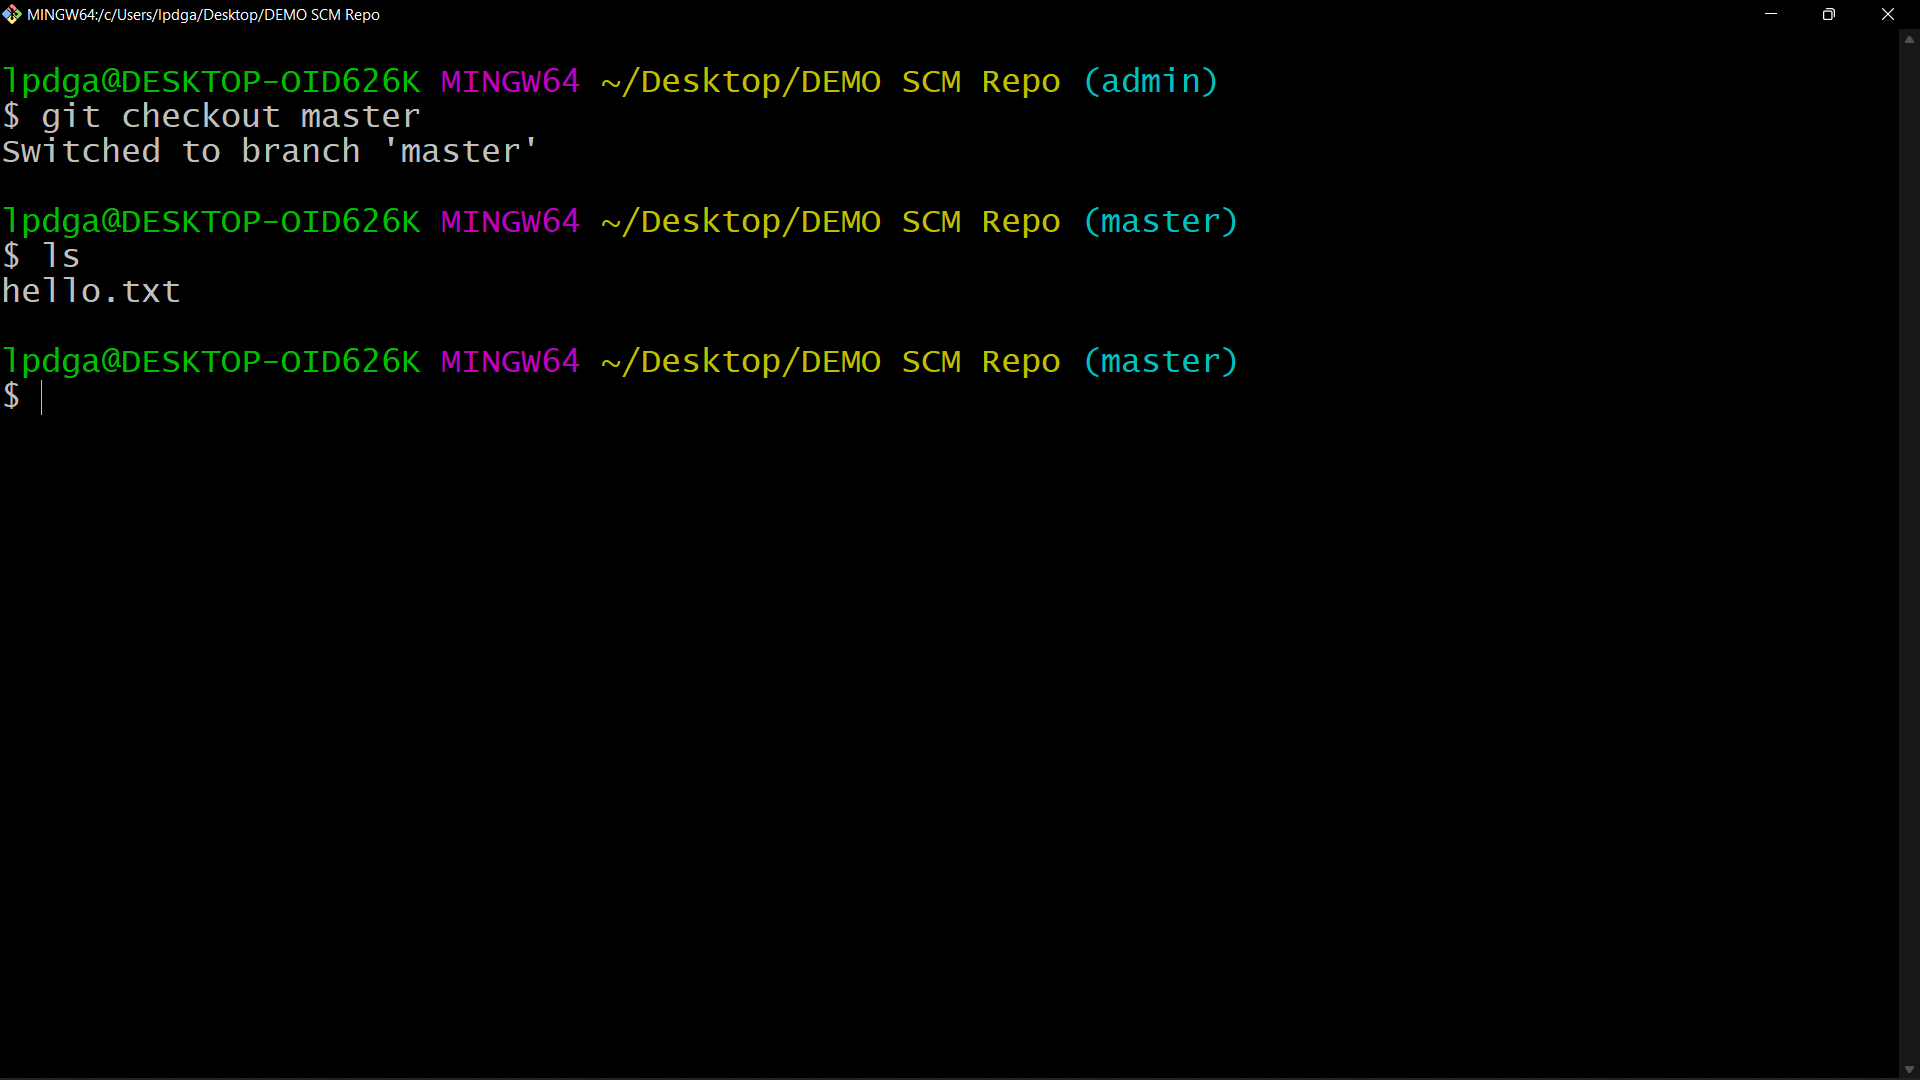 MINGW64:/c/Users/lpdga/Desktop/DEMO SCM Repo
lpdga@DESKTOP-OID626K MINGW64 ~/Desktop/DEMO SCM Repo (admin)
$ git checkout master
Switched to branch 'master'
lpdga@DESKTOP-OID626K MINGW64 ~/Desktop/DEMO SCM Repo (master)
$ ls
hello.txt
lpdga@DESKTOP-OID626K MINGW64 ~/Desktop/DEMO SCM Repo (master)
$